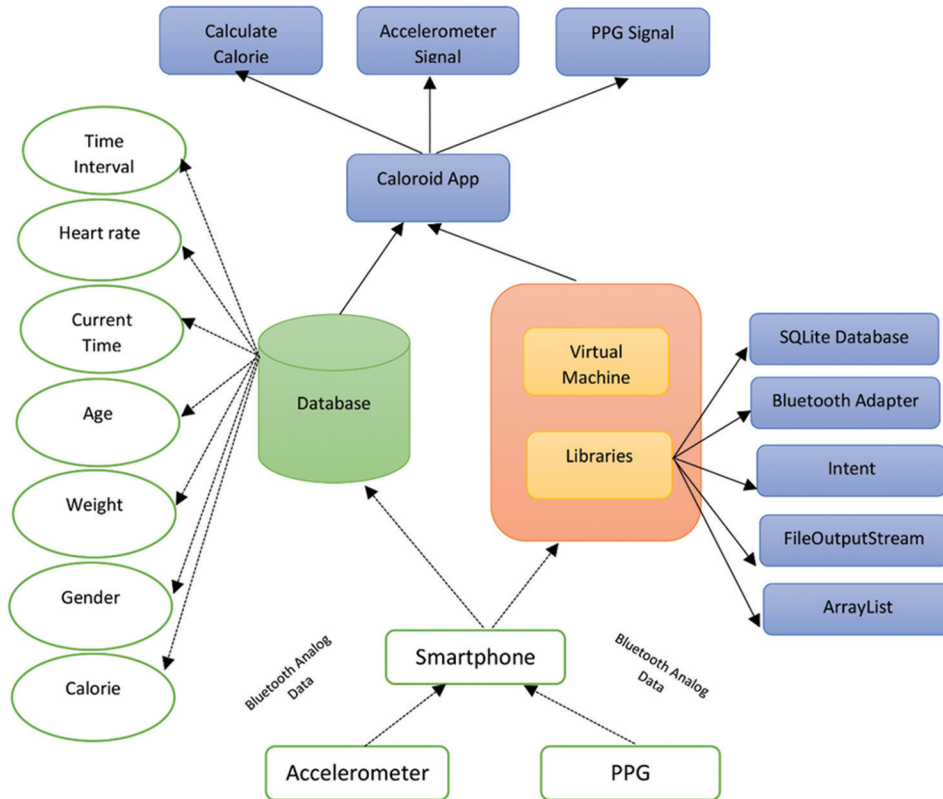 Calculate
Calorie
Accelerometer
Signal
PPG Signal
Caloroid App
Time
Interval
Heart rate
Current
Time
Age
Weight
Gender
Calorie
Database
Virtual
Machine
Libraries
SQLite Database
Bluetooth Adapter
Intent
FileOutputStream
ArrayList
Smartphone
Bluetooth Analog
Data
Bluetooth Analog
Data
Accelerometer
PPG